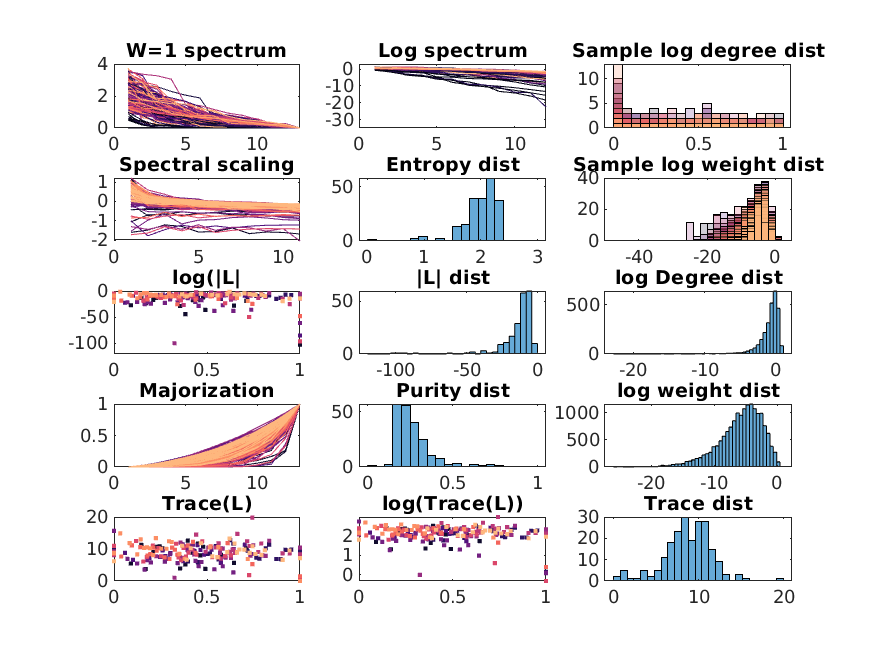 W=1 spectrum
4
2
0
0 5 10
Log spectrum
0
-10
-20
-30
0 5 10
Sample log degree dist
10
5
0
0 0.5 1
Spectral scaling
1
0
-1
-2
0 5 10
Entropy dist
50
0
0 1 2 3
Sample log weight dist
40
20
0
-40 -20 0
log(|L|
0
-50
-100
0 0.5 1
|L| dist
50
0
-100 -50 0
log Degree dist
500
0
-20 -10 0
Majorization
1
0.5
0
0 5 10
Purity dist
50
0
0 0.5 1
log weight dist
1000
500
0
-20 -10 0
Trace(L)
20
10
0
0 0.5 1
log(Trace(L))
2
1
0
0 0.5 1
Trace dist
30
20
10
0
0 10 20